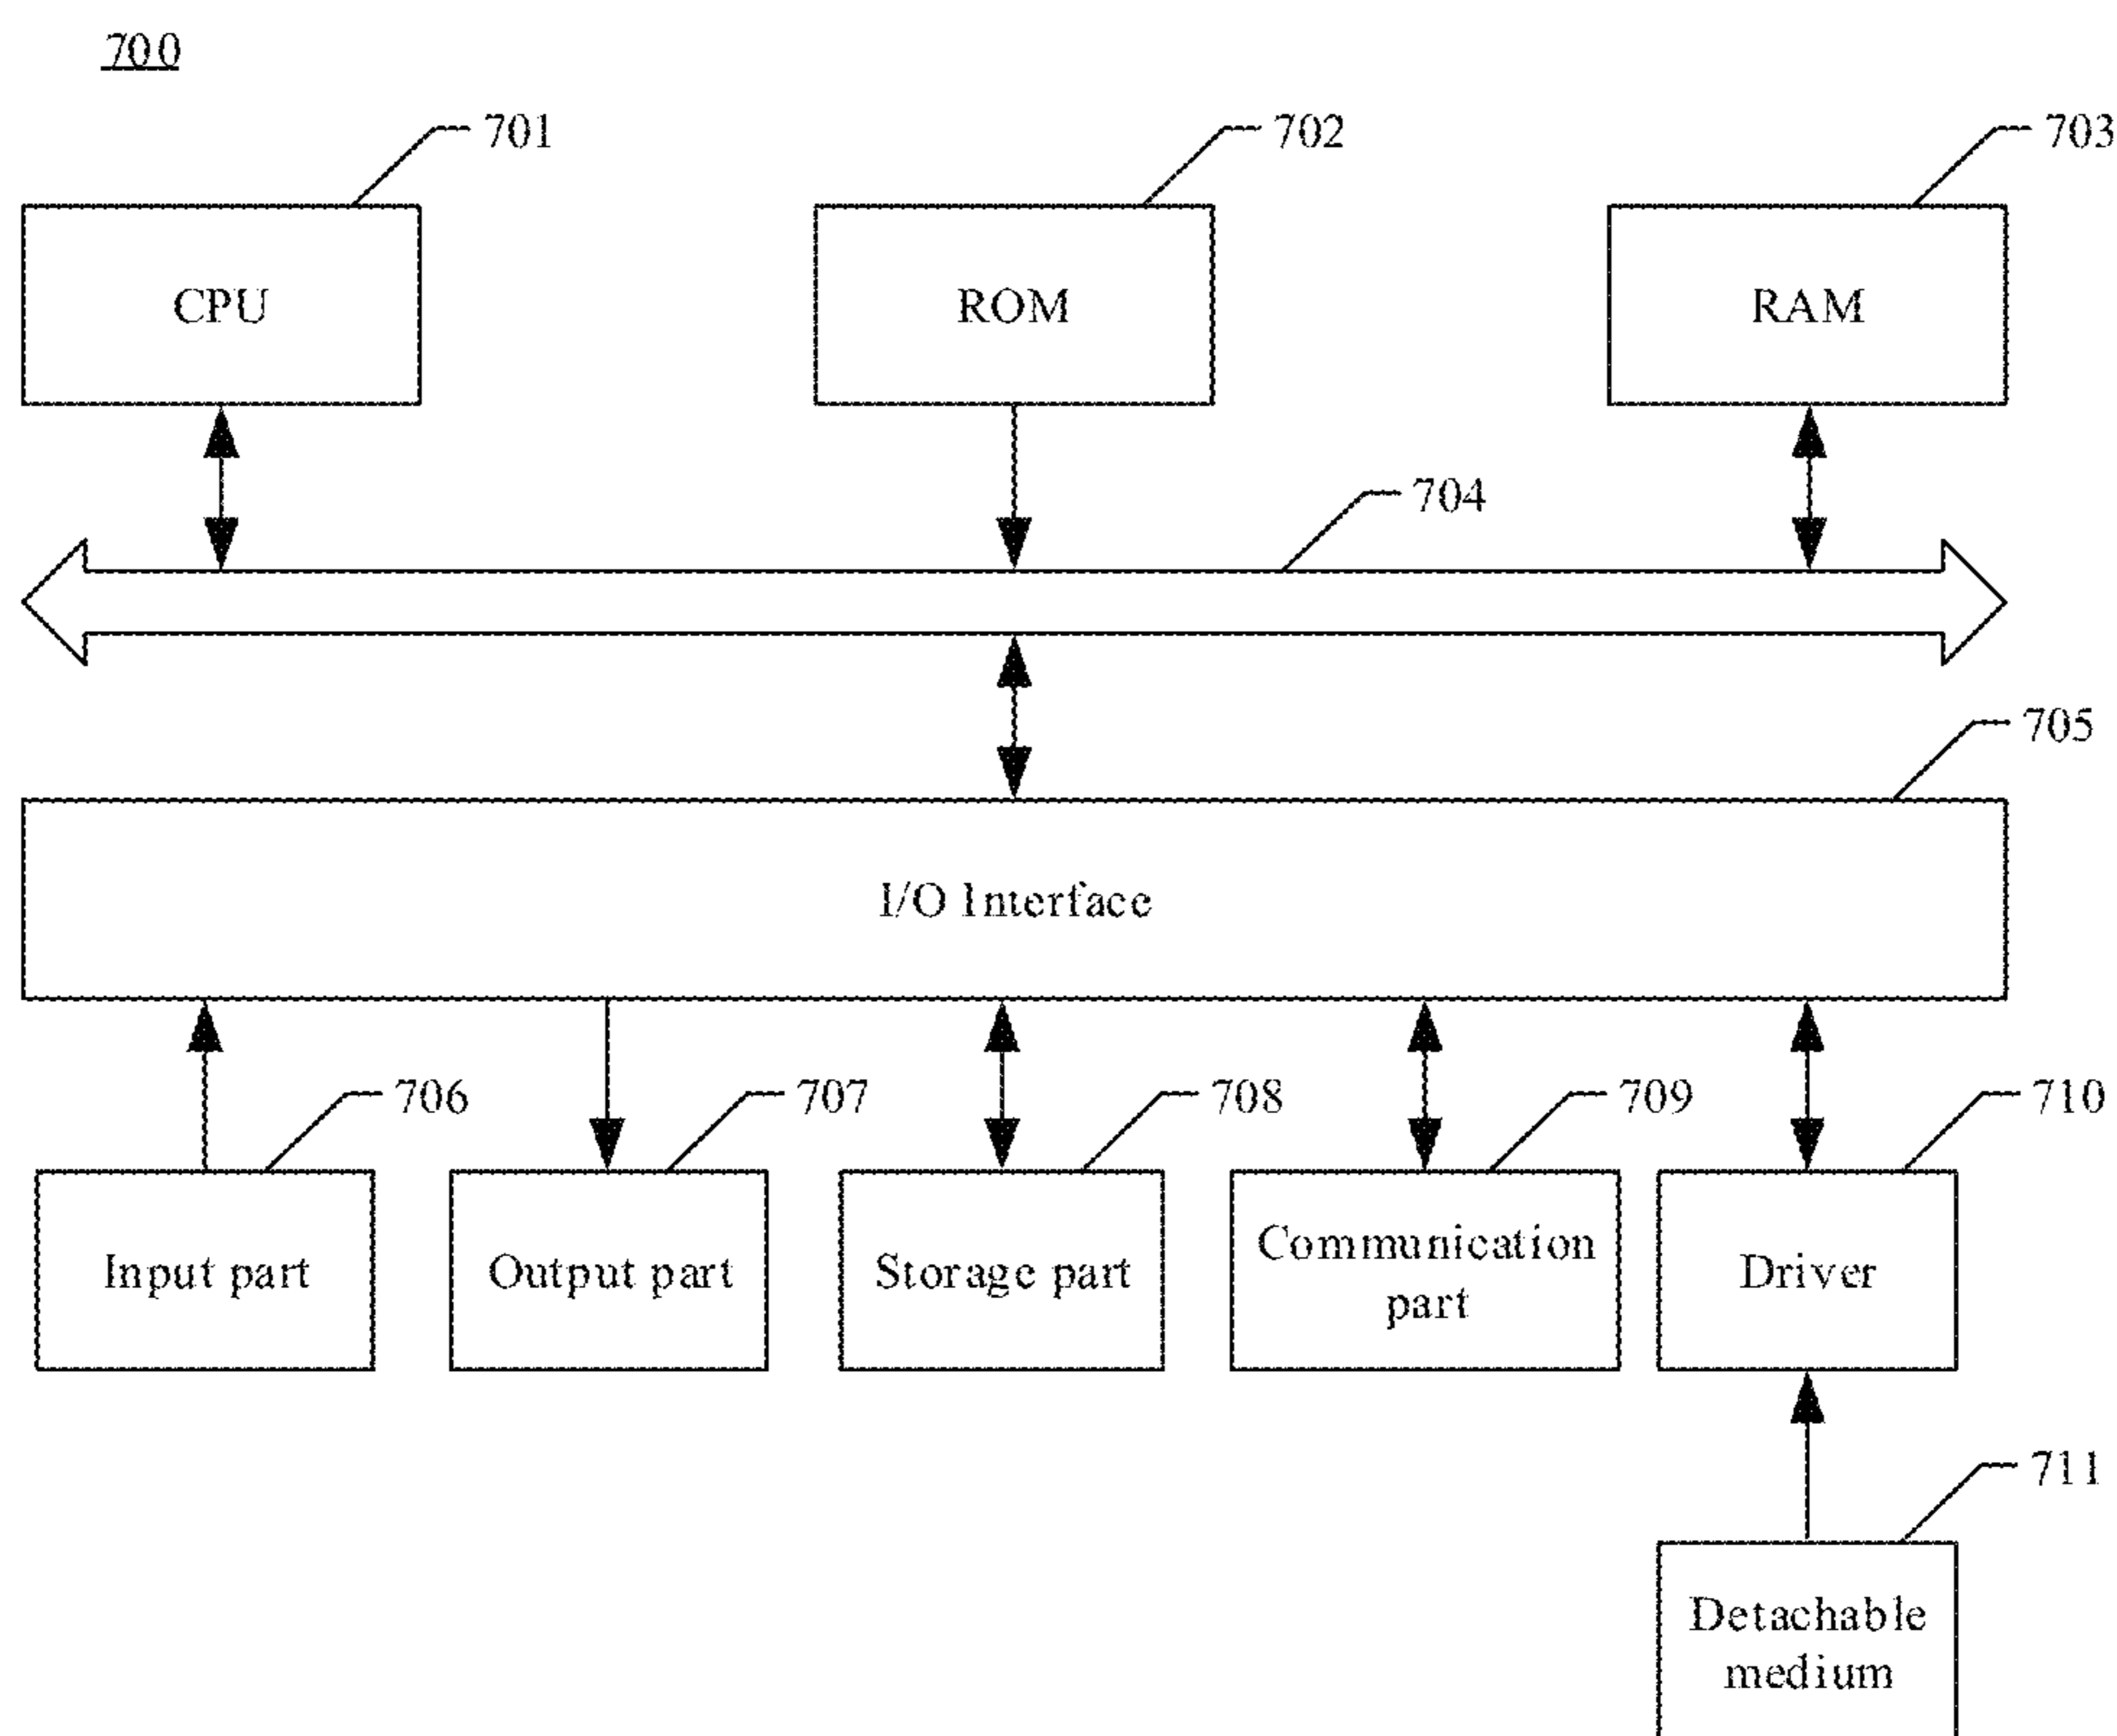 700
701
702
703
CPU
ROM
RAM
704
705
I/O Interface
706
707
708
709
710
Input part
Output part
Storage part
Communication
part
Driver
711
Detachable
medium